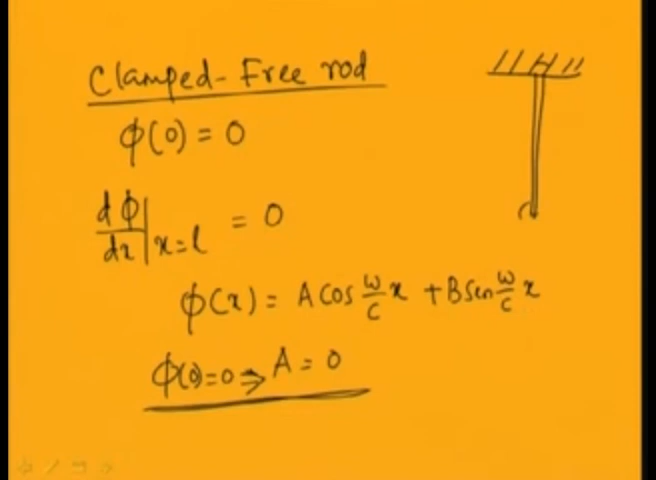 Clamped-Free rod
ϕ(0) = 0
dϕ/dx|x=l = 0
ϕ(x) = A Cos ω/c x + B Sin ω/c x
ϕ(0)=0 ⇒ A = 0